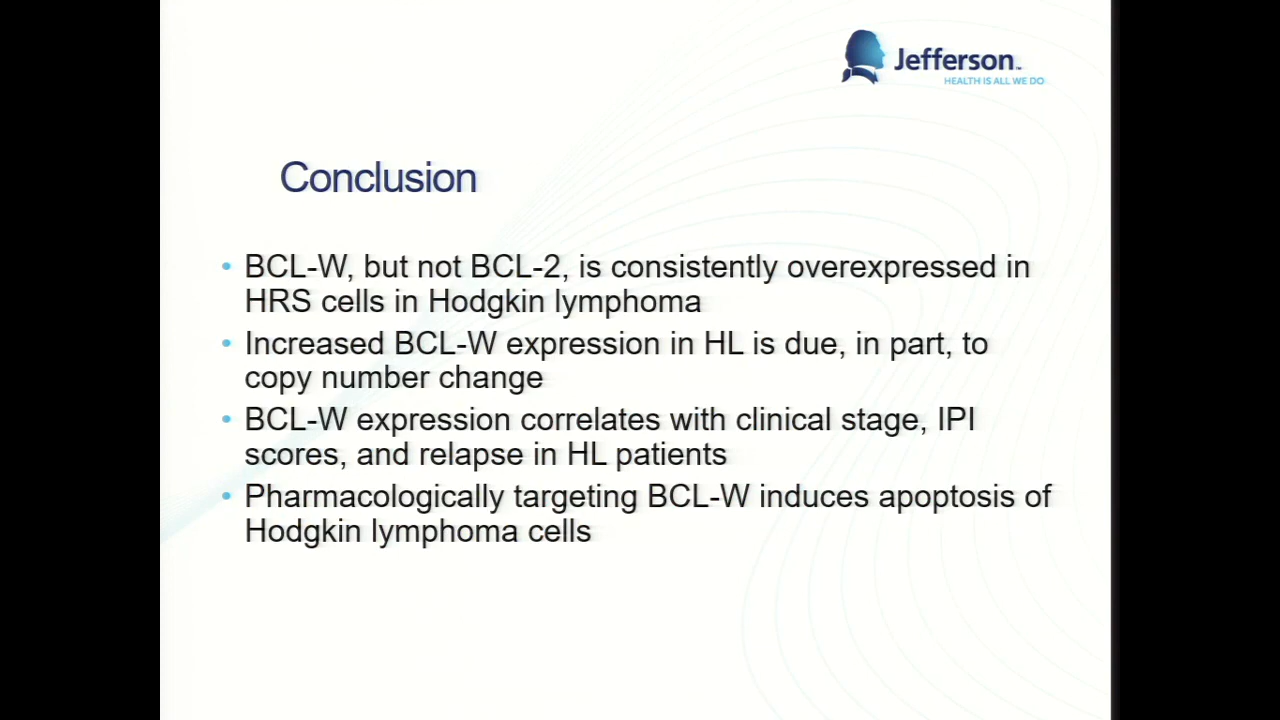 Jefferson™
HEALTH IS ALL WE DO
Conclusion
• BCL-W, but not BCL-2, is consistently overexpressed in
HRS cells in Hodgkin lymphoma
• Increased BCL-W expression in HL is due, in part, to
copy number change
• BCL-W expression correlates with clinical stage, IPI
scores, and relapse in HL patients
• Pharmacologically targeting BCL-W induces apoptosis of
Hodgkin lymphoma cells